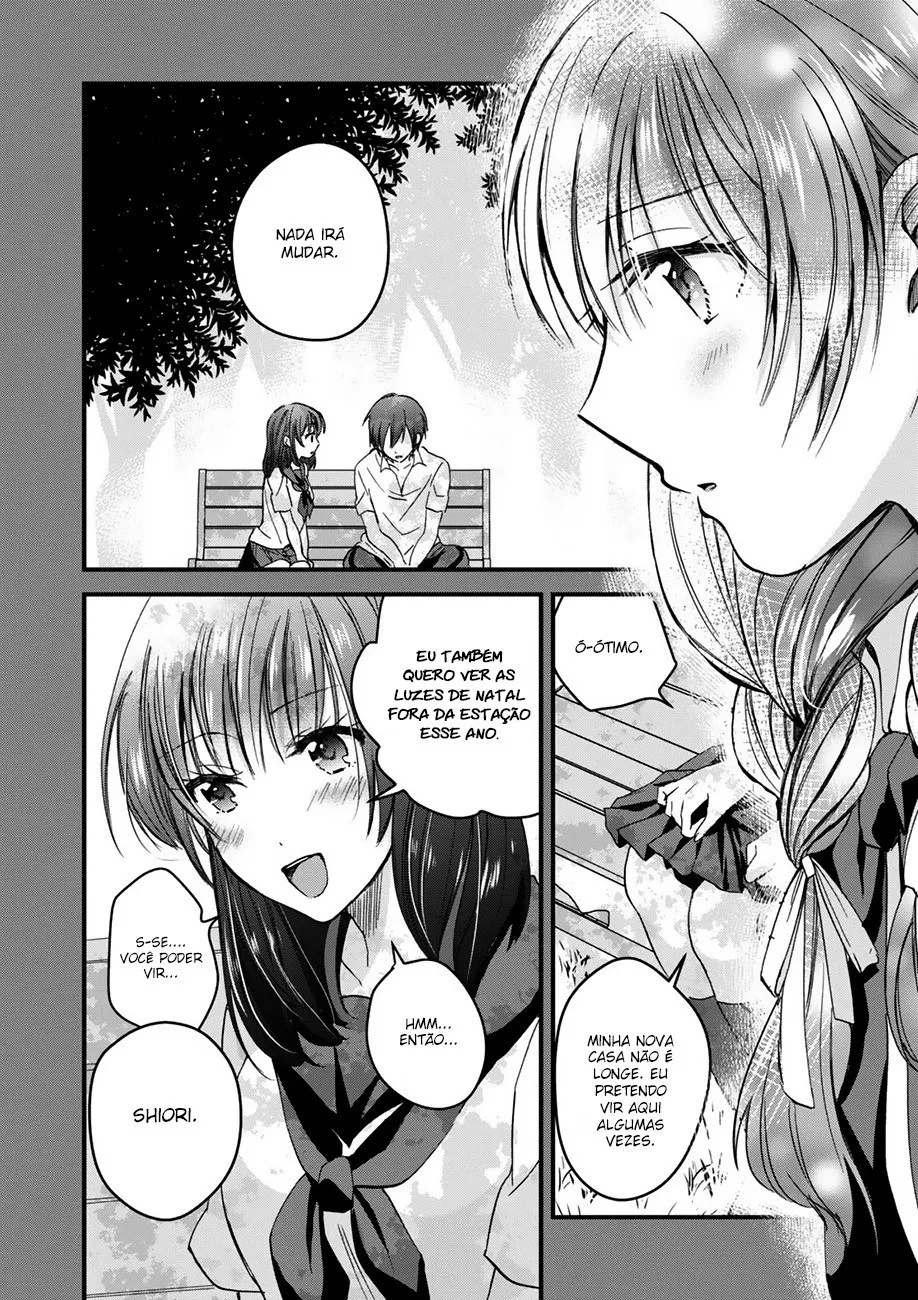 NADA IRÁ
MUDAR.
Ó-ÓTIMO.
MINHA NOVA
CASA NÃO É
LONGE. EU
PRETENDO
VIR AQUI
ALGUMAS
VEZES.
EU TAMBÉM
QUERO VER AS
LUZES DE NATAL
FORA DA ESTAÇÃO
ESSE ANO.
HMM...
ENTÃO...
S-SE....
VOCÊ PODER
VIR...
SHIORI.